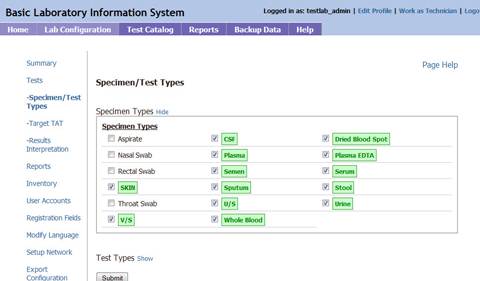 Basic Laboratory Information System
Logged in as: testlab_admin | Edit Profile | Work as Technician | Logo
Home Lab Configuration Test Catalog Reports Backup Data Help
Page Help
Summary
Tests
-Specimen/Test
Types
-Target TAT
-Results
Interpretation
Reports
Inventory
User Accounts
Registration Fields
Modify Language
Setup Network
Export
Configuration
Specimen/Test Types
Specimen Types Hide
Specimen Types
Aspirate CSF Dried Blood Spot
Nasal Swab Plasma Plasma EDTA
Rectal Swab Semen Serum
SKIN Sputum Stool
Throat Swab U/S Urine
V/S Whole Blood
Test Types Show
Submit